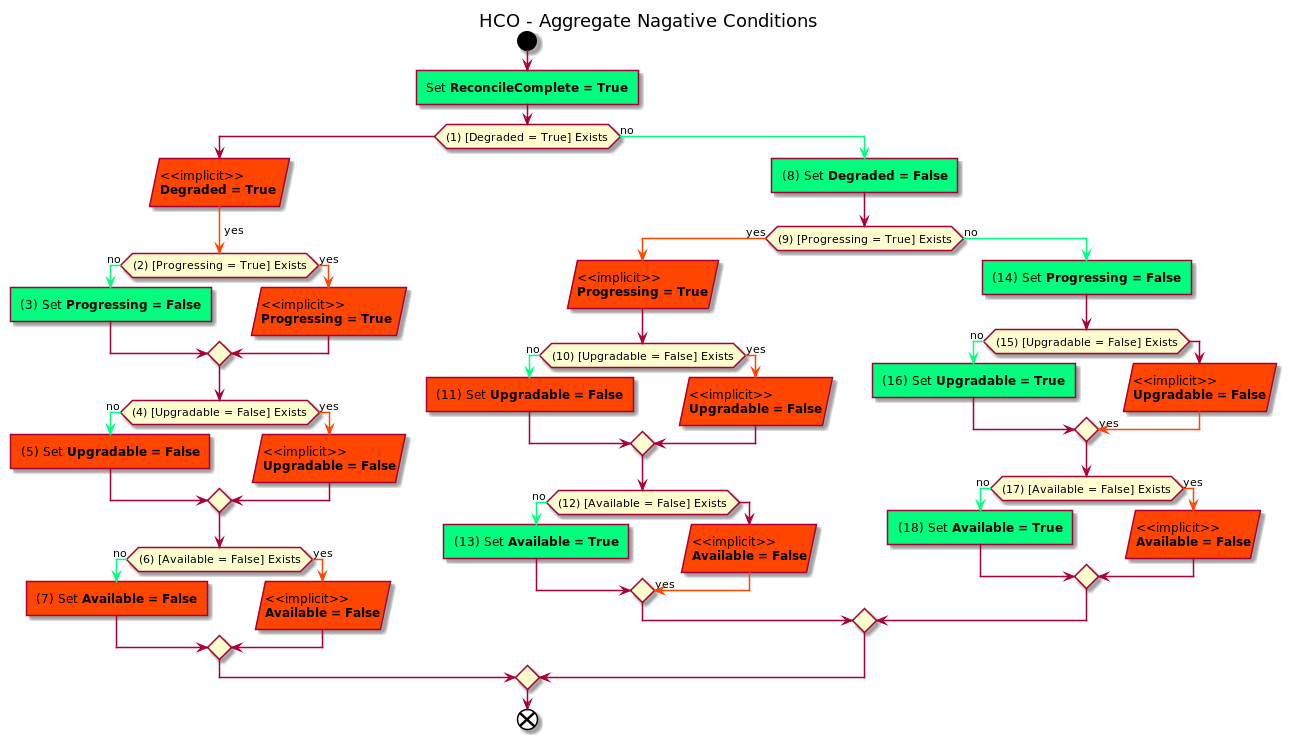 HCO - Aggregate Nagative Conditions
Set ReconcileComplete = True
(1) [Degraded = True] Exists
no
<<implicit>>
Degraded = True
yes
(2) [Progressing = True] Exists
no
yes
(3) Set Progressing = False
<<implicit>>
Progressing = True
(4) [Upgradable = False] Exists
no
yes
(5) Set Upgradable = False
<<implicit>>
Upgradable = False
(6) [Available = False] Exists
no
yes
(7) Set Available = False
<<implicit>>
Available = False
(8) Set Degraded = False
yes
(9) [Progressing = True] Exists
no
<<implicit>>
Progressing = True
no
(10) [Upgradable = False] Exists
yes
(11) Set Upgradable = False
<<implicit>>
Upgradable = False
no
(12) [Available = False] Exists
(13) Set Available = True
<<implicit>>
Available = False
yes
(14) Set Progressing = False
no
(15) [Upgradable = False] Exists
(16) Set Upgradable = True
<<implicit>>
Upgradable = False
yes
no
(17) [Available = False] Exists
yes
(18) Set Available = True
<<implicit>>
Available = False